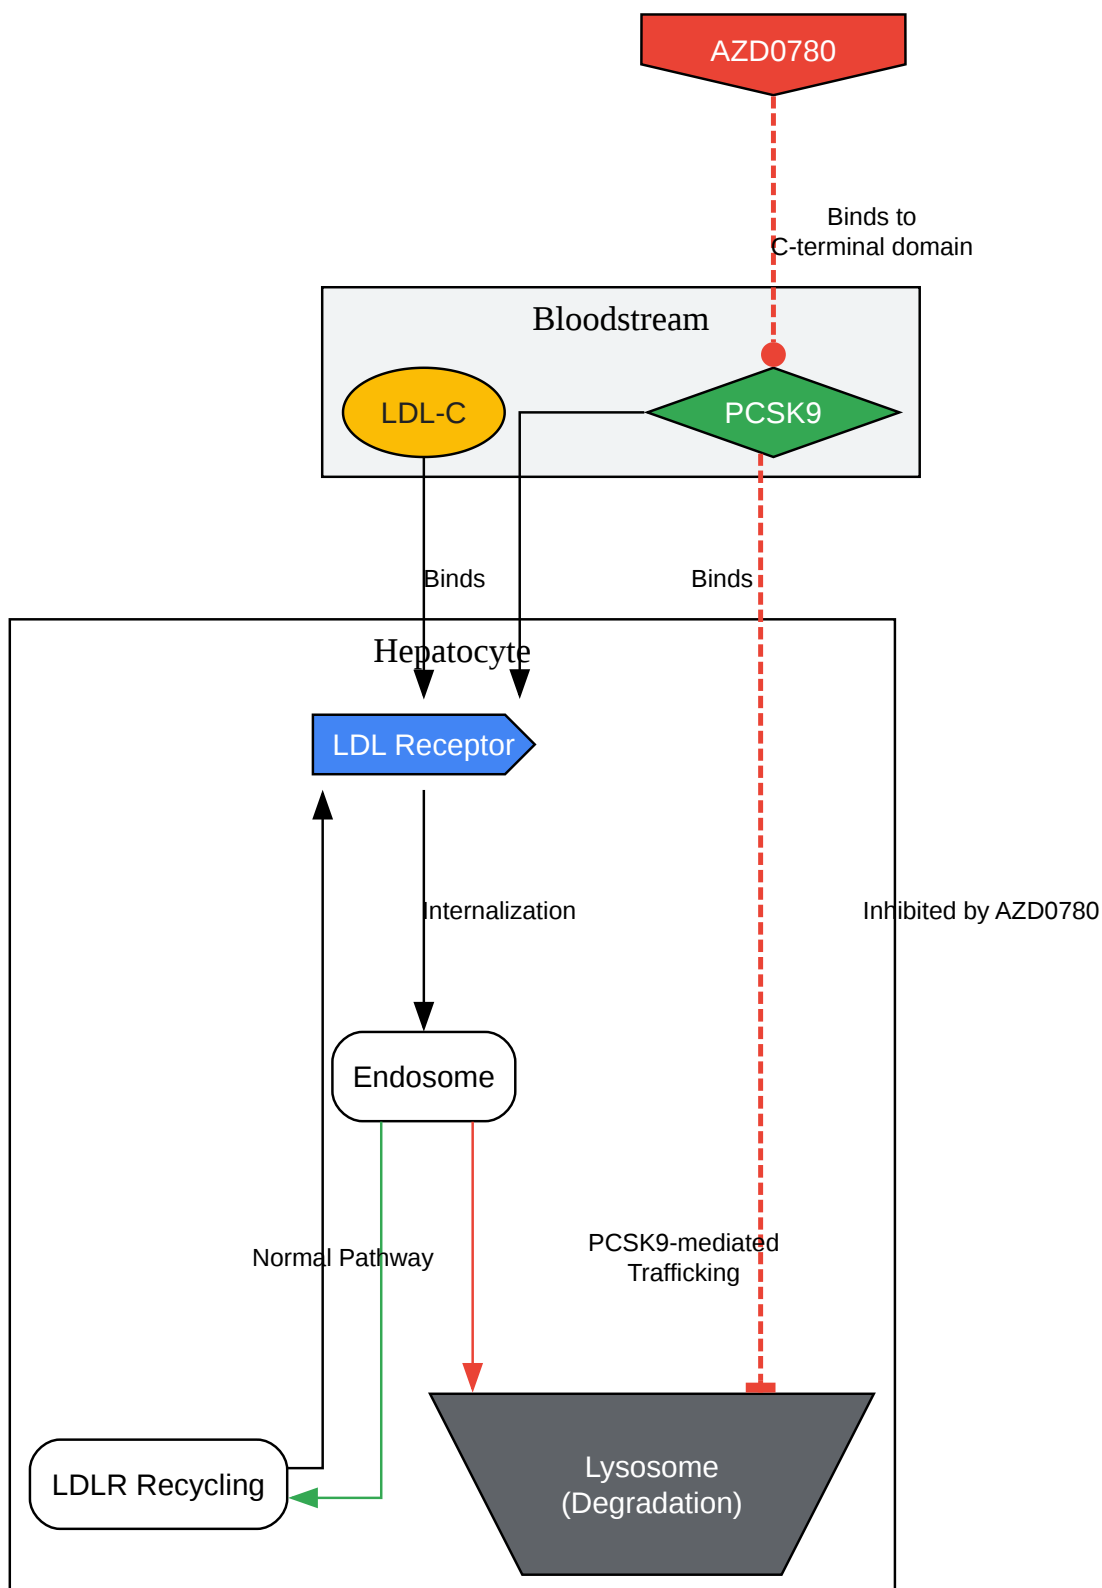 AZD0780
Binds to
C-terminal domain
Bloodstream
LDL-C
PCSK9
Binds
Binds
Hepatocyte
LDL Receptor
Internalization
Inhibited by AZD0780
Endosome
PCSK9-mediated
Trafficking
Normal Pathway
Lysosome
(Degradation)
LDLR Recycling